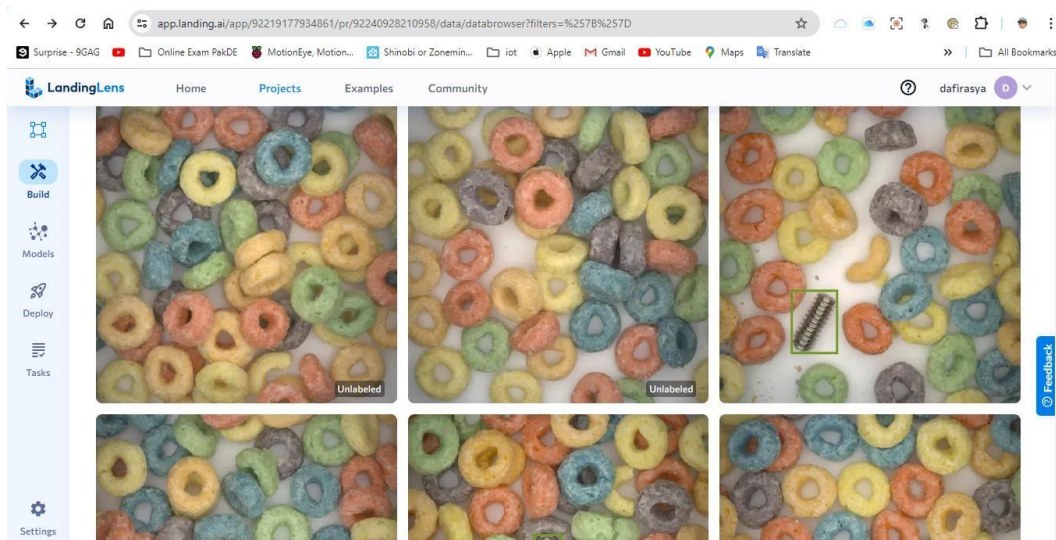 app.landing.ai/app/92219177934861/pr/92240928210958/data/databrowser?filters=%257B%257D
Surprise - 9GAG
Online Exam PakDE
MotionEye, Motion...
Shinobi or Zonemin...
iot
Apple
Gmail
YouTube
Maps
Translate
»
All Bookmarks
LandingLens
Home
Projects
Examples
Community
dafirasya
D
Build
Models
Deploy
Tasks
Settings
Unlabeled
Unlabeled
Feedback